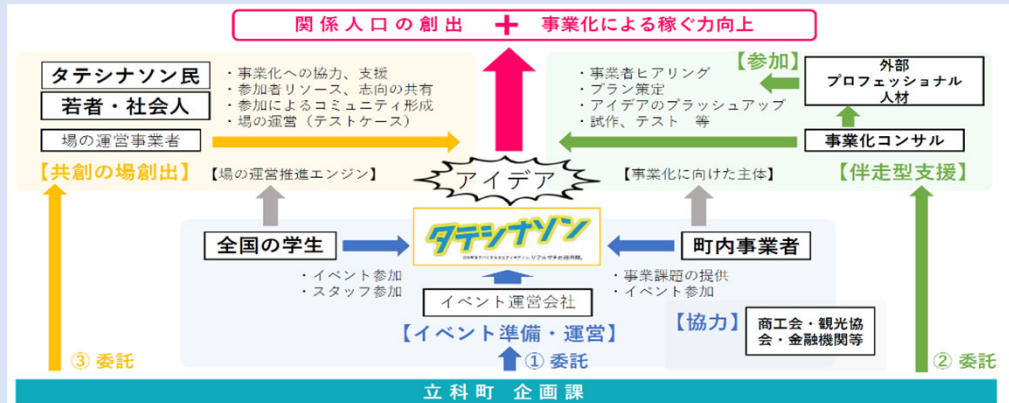 関係人口の創出 + 事業化による稼ぐ力向上
タテシナソン民
若者・社会人
場の運営事業者
【共創の場創出】
・事業化への協力、支援
・参加者リソース、志向の共有
・参加によるコミュニティ形成
・場の運営(テストケース)
・事業者ヒアリング
・プラン策定
・アイデアのブラッシュアップ
・試作、テスト 等
【参加】
外部
プロフェッショナル
人材
事業化コンサル
【伴走型支援】
【場の運営推進エンジン】
アイデア
【事業化に向けた主体】
全国の学生
タテシナソン
町内事業者
・イベント参加
・スタッフ参加
・事業課題の提供
・イベント参加
イベント運営会社
【イベント準備・運営】
【協力】
商工会・観光協
会・金融機関等
③ 委託
① 委託
② 委託
立科町 企画課